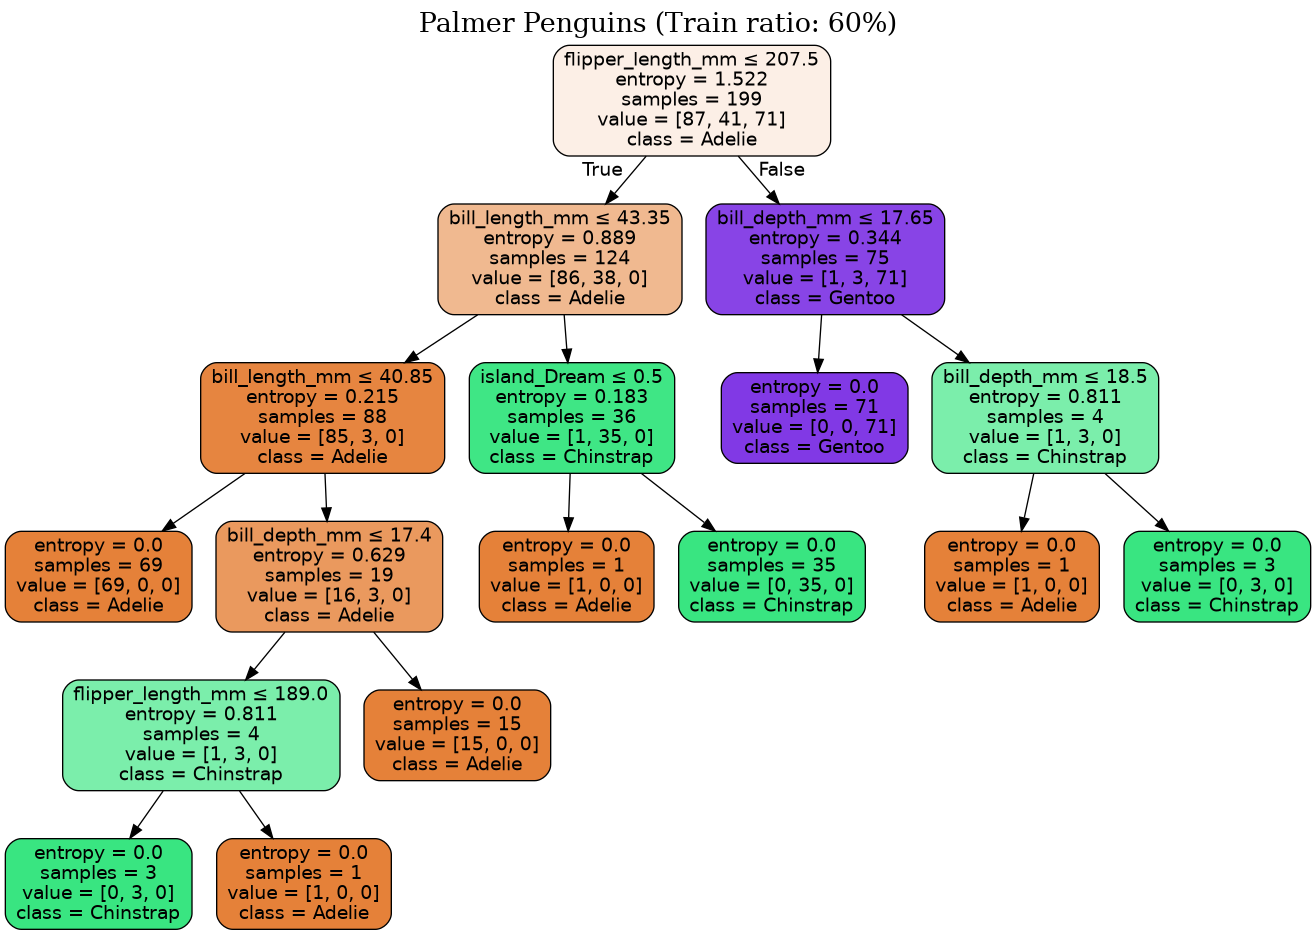 Palmer Penguins (Train ratio: 60%)
flipper_length_mm ≤ 207.5
entropy = 1.522
samples = 199
value = [87, 41, 71]
class = Adelie
True
False
bill_length_mm ≤ 43.35
entropy = 0.889
samples = 124
value = [86, 38, 0]
class = Adelie
bill_depth_mm ≤ 17.65
entropy = 0.344
samples = 75
value = [1, 3, 71]
class = Gentoo
bill_length_mm ≤ 40.85
entropy = 0.215
samples = 88
value = [85, 3, 0]
class = Adelie
island_Dream ≤ 0.5
entropy = 0.183
samples = 36
value = [1, 35, 0]
class = Chinstrap
entropy = 0.0
samples = 71
value = [0, 0, 71]
class = Gentoo
bill_depth_mm ≤ 18.5
entropy = 0.811
samples = 4
value = [1, 3, 0]
class = Chinstrap
entropy = 0.0
samples = 69
value = [69, 0, 0]
class = Adelie
bill_depth_mm ≤ 17.4
entropy = 0.629
samples = 19
value = [16, 3, 0]
class = Adelie
entropy = 0.0
samples = 1
value = [1, 0, 0]
class = Adelie
entropy = 0.0
samples = 35
value = [0, 35, 0]
class = Chinstrap
entropy = 0.0
samples = 1
value = [1, 0, 0]
class = Adelie
entropy = 0.0
samples = 3
value = [0, 3, 0]
class = Chinstrap
flipper_length_mm ≤ 189.0
entropy = 0.811
samples = 4
value = [1, 3, 0]
class = Chinstrap
entropy = 0.0
samples = 15
value = [15, 0, 0]
class = Adelie
entropy = 0.0
samples = 3
value = [0, 3, 0]
class = Chinstrap
entropy = 0.0
samples = 1
value = [1, 0, 0]
class = Adelie